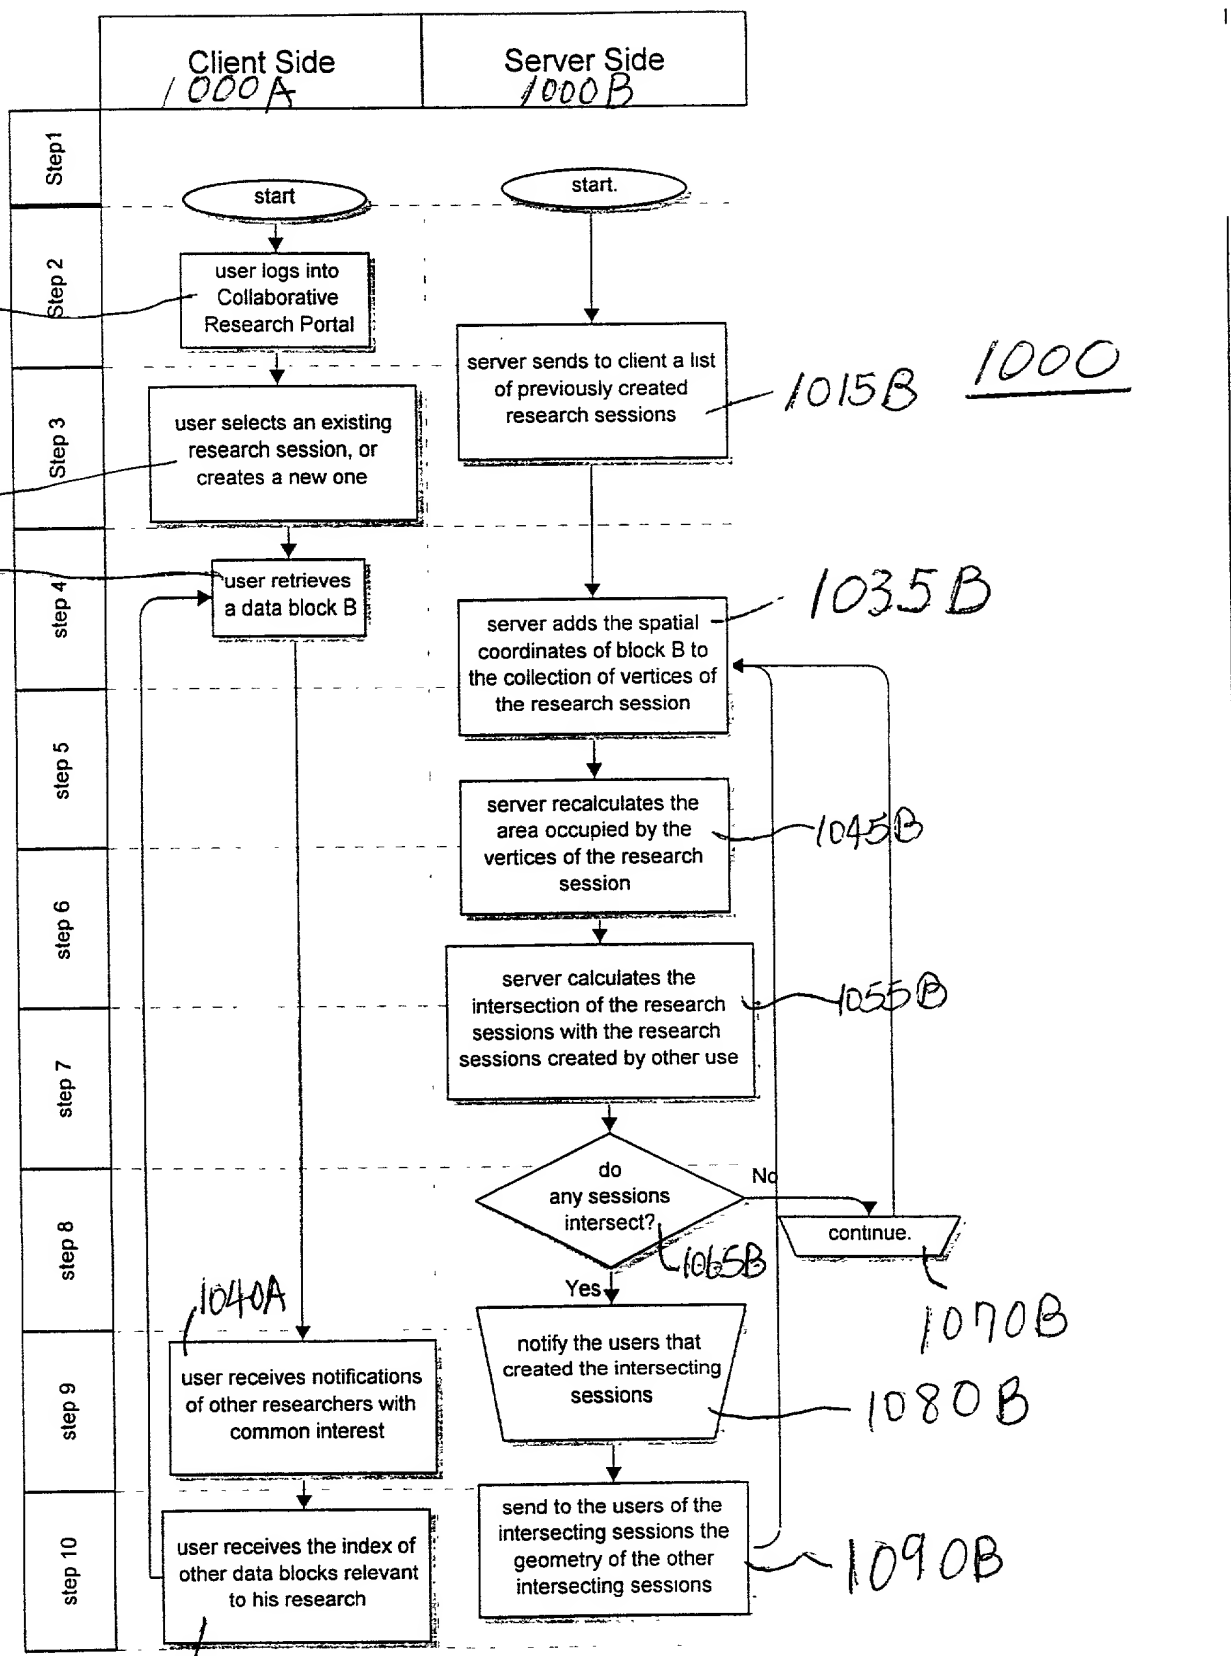 Client Side
1000A
Server Side
1000B
Step1
start
start.
Step 2
user logs into
Collaborative
Research Portal
server sends to client a list
of previously created
research sessions
1015B
1000
Step 3
user selects an existing
research session, or
creates a new one
step 4
user retrieves
a data block B
server adds the spatial
coordinates of block B to
the collection of vertices of
the research session
1035B
step 5
server recalculates the
area occupied by the
vertices of the research
session
1045B
step 6
server calculates the
intersection of the research
sessions with the research
sessions created by other use
1055B
step 7
do
any sessions
intersect?
No
1065B
continue.
1070B
step 8
Yes
1040A
notify the users that
created the intersecting
sessions
1080B
step 9
user receives notifications
of other researchers with
common interest
send to the users of the
intersecting sessions the
geometry of the other
intersecting sessions
1090B
step 10
user receives the index of
other data blocks relevant
to his research